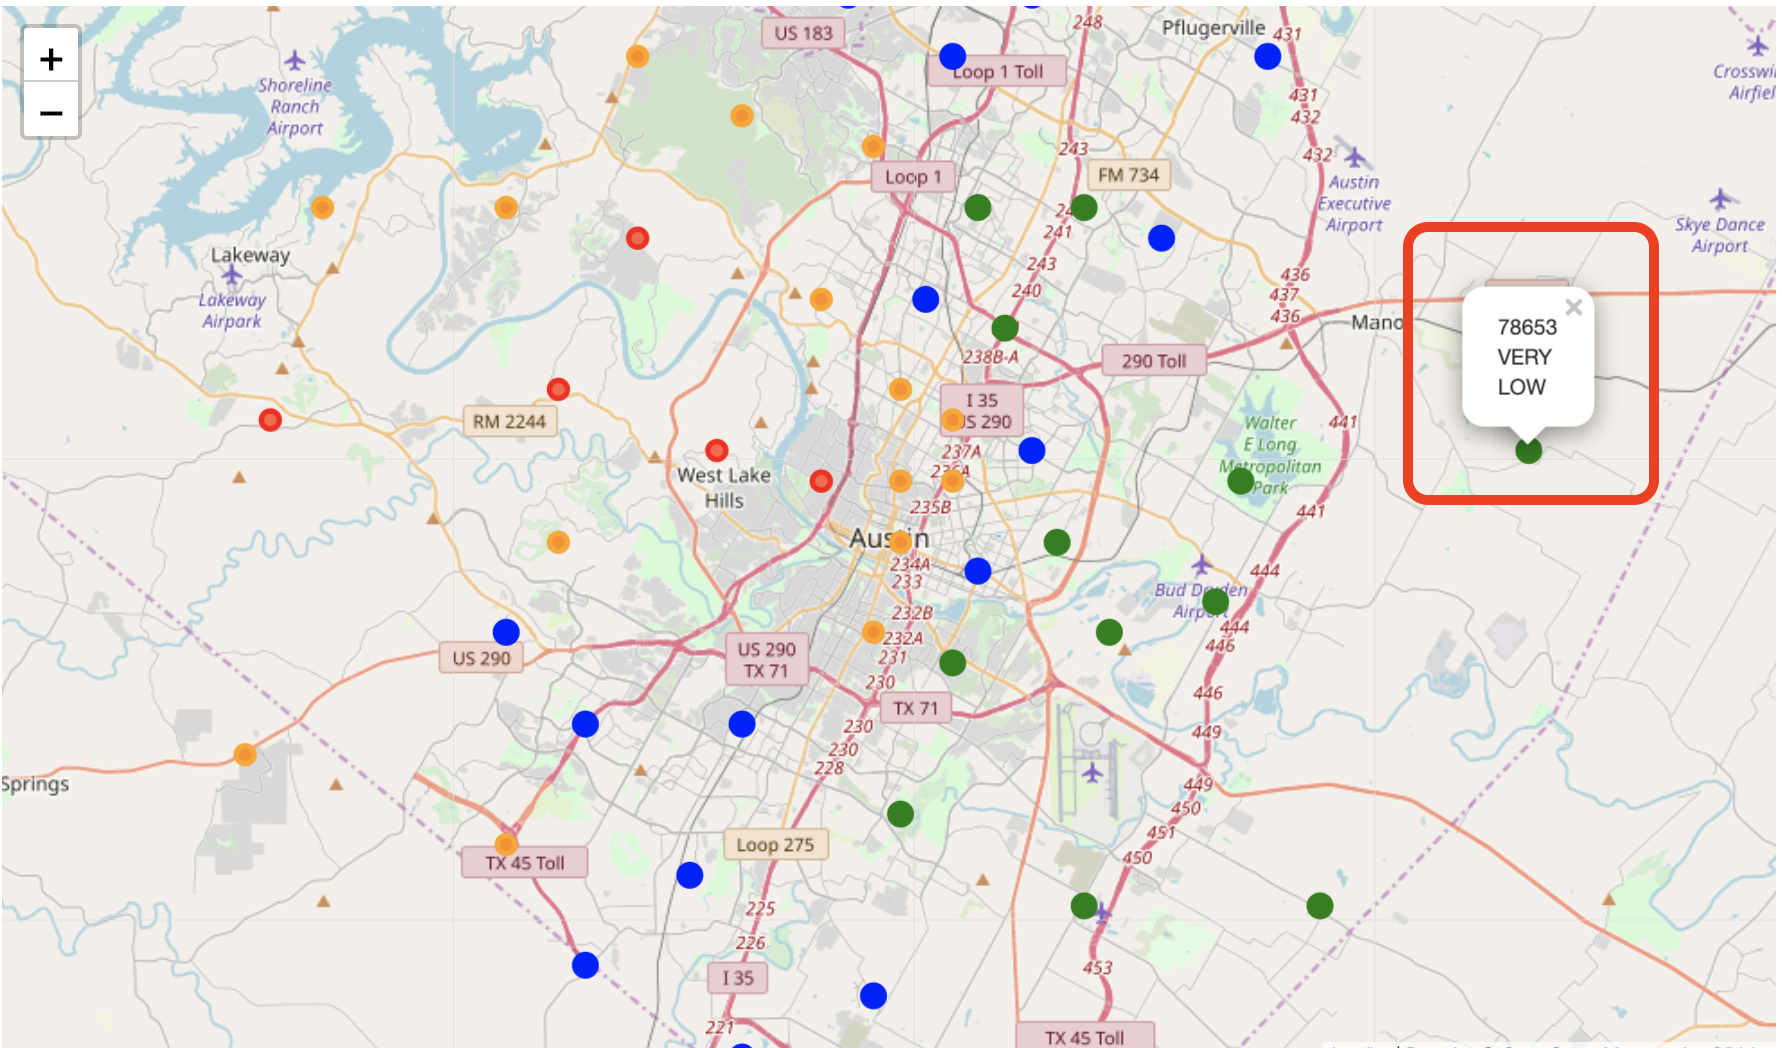 +
−
US 183
248
Pflugerville
431
Loop 1 Toll
Shoreline
Ranch
Airport
431
432
243
432
Loop 1
FM 734
Austin
Executive
Airport
Skye Dance
Airport
241
Lakeway
Lakeway
Airpark
243
240
436
437
436
Mano
238B-A
290 Toll
78653
VERY
LOW
×
I 35
US 290
RM 2244
Walter
E Long
Metropolitan
Park
441
237A
West Lake
Hills
235B
441
Austin
234A
233
444
Bud Dryden
Airport
232B
232A
231
444
446
US 290
US 290
TX 71
230
446
TX 71
230
449
230
228
Springs
449
450
451
450
Loop 275
TX 45 Toll
225
226
453
I 35
221
TX 45 Toll